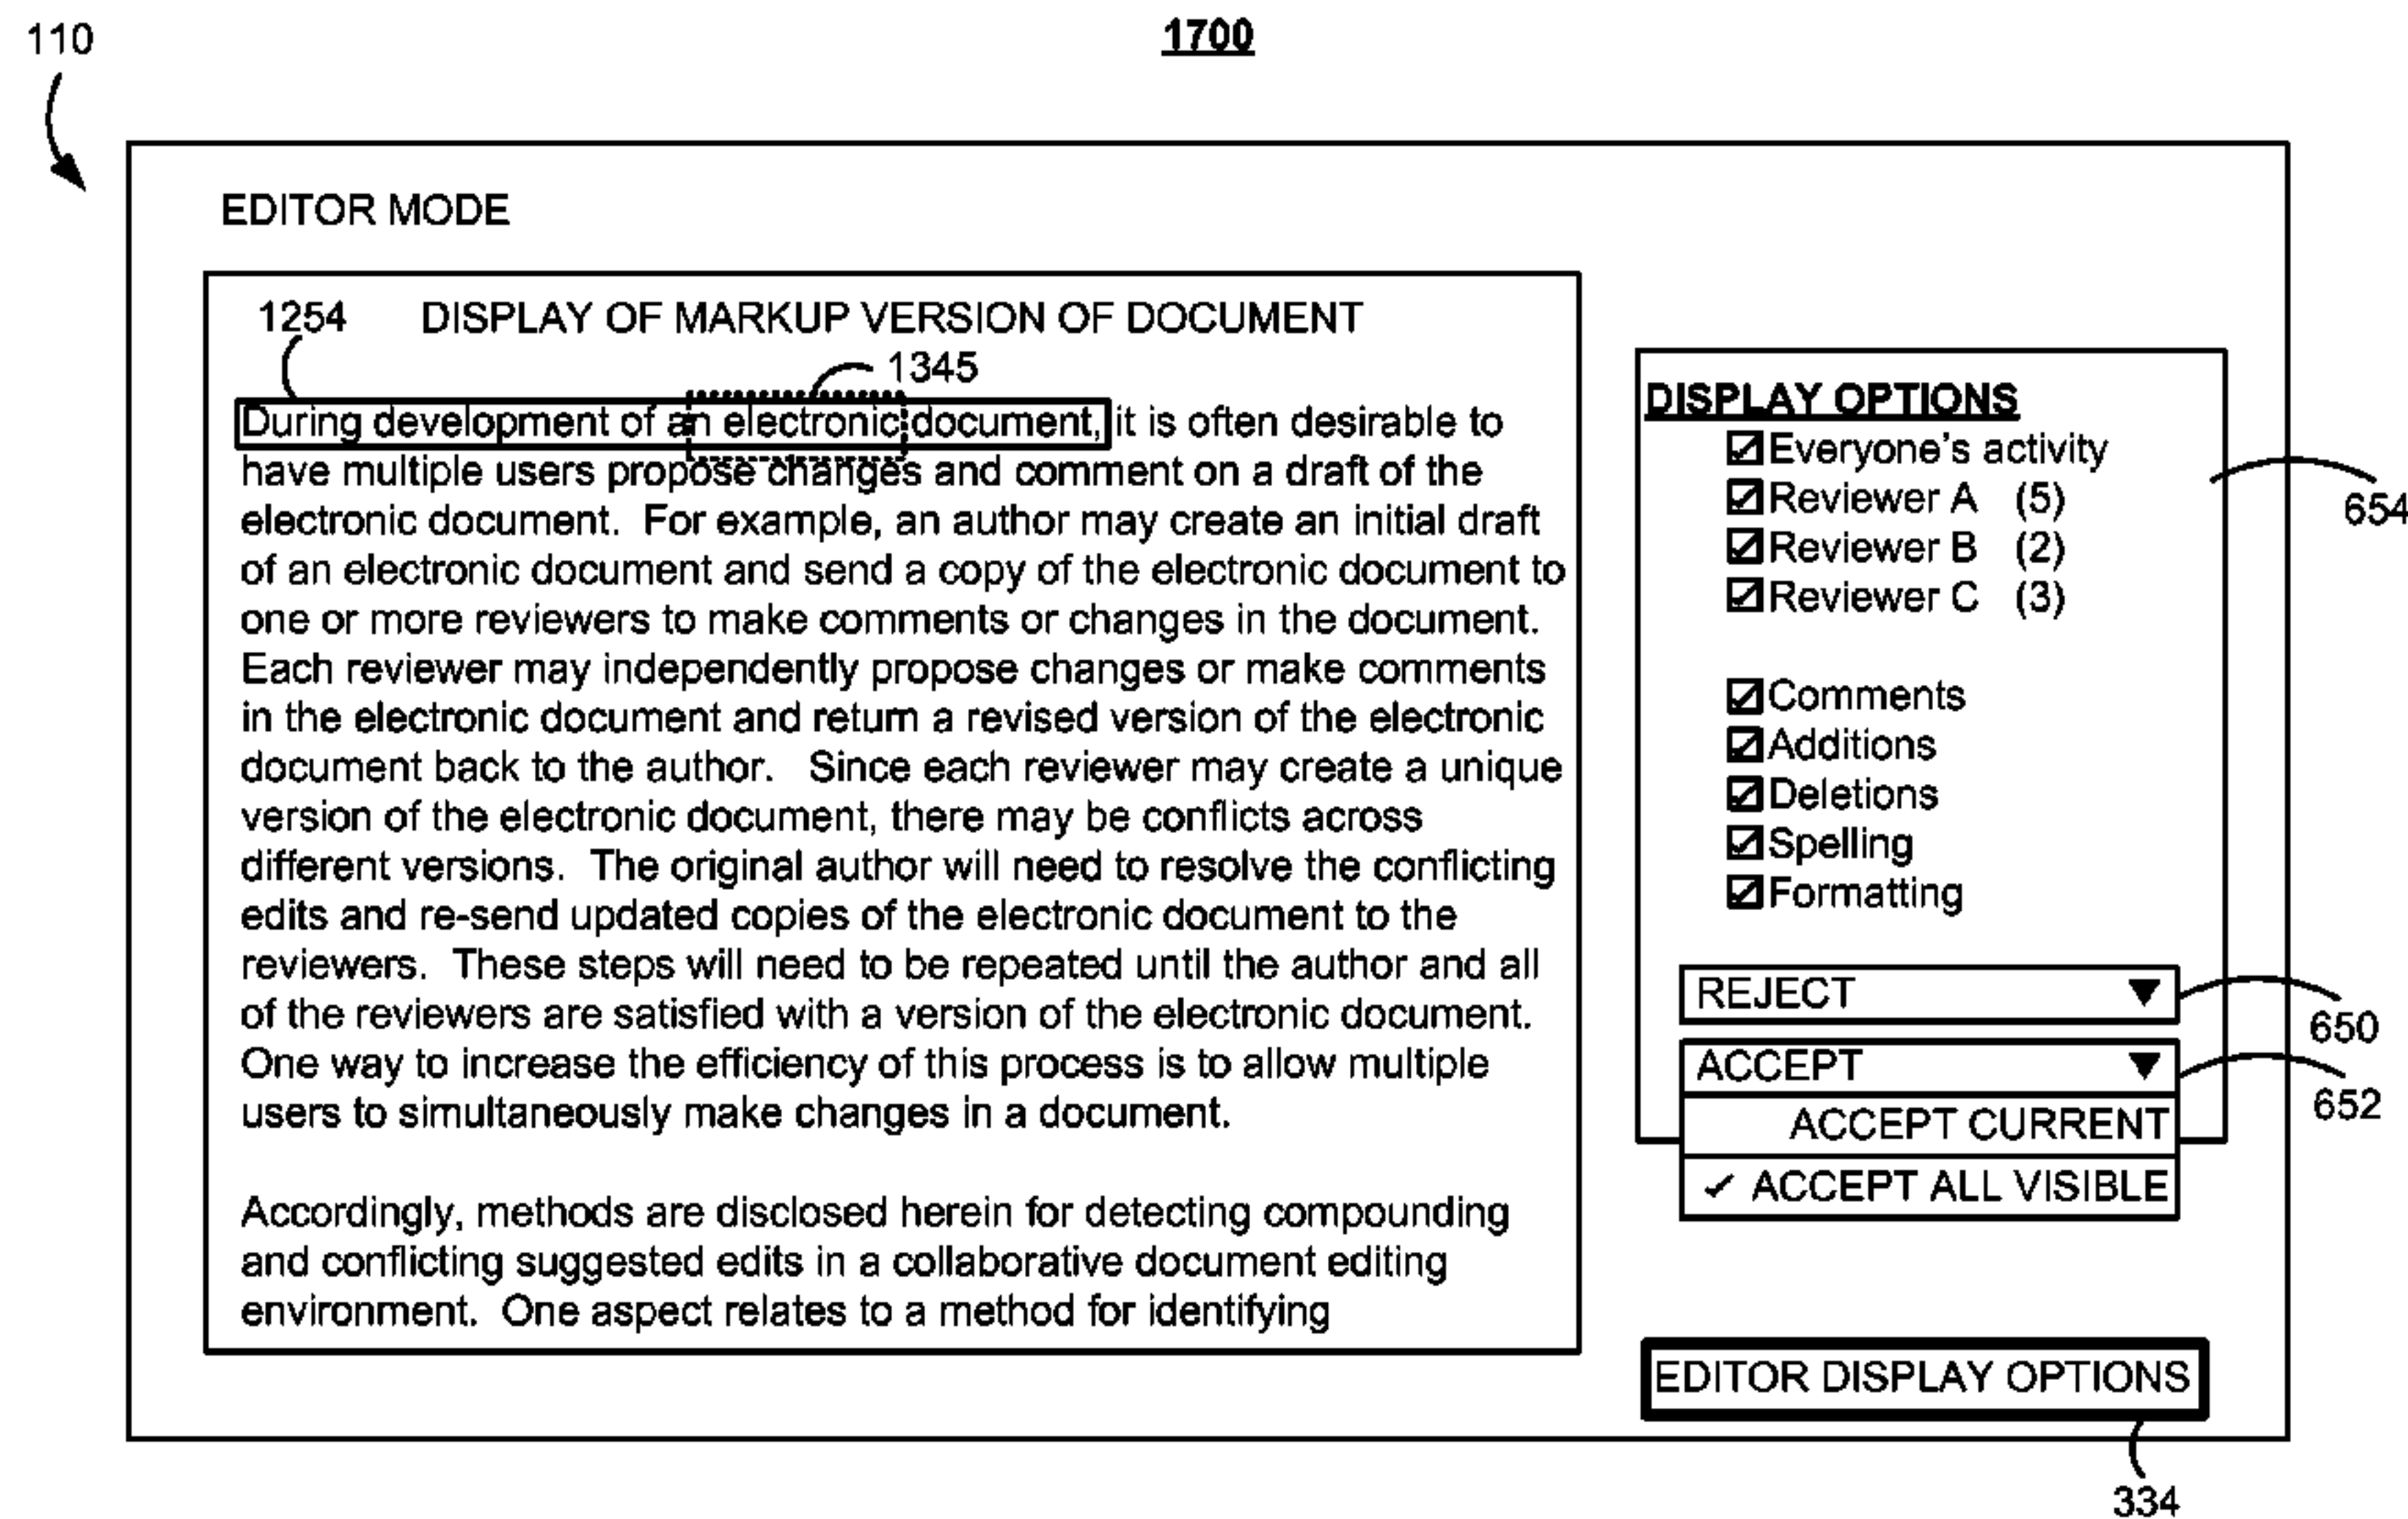 1700
110
EDITOR MODE
1254 DISPLAY OF MARKUP VERSION OF DOCUMENT
1345
During development of an electronic document, it is often desirable to
have multiple users propose changes and comment on a draft of the
electronic document. For example, an author may create an initial draft
of an electronic document and send a copy of the electronic document to
one or more reviewers to make comments or changes in the document.
Each reviewer may independently propose changes or make comments
in the electronic document and return a revised version of the electronic
document back to the author. Since each reviewer may create a unique
version of the electronic document, there may be conflicts across
different versions. The original author will need to resolve the conflicting
edits and re-send updated copies of the electronic document to the
reviewers. These steps will need to be repeated until the author and all
of the reviewers are satisfied with a version of the electronic document.
One way to increase the efficiency of this process is to allow multiple
users to simultaneously make changes in a document.
Accordingly, methods are disclosed herein for detecting compounding
and conflicting suggested edits in a collaborative document editing
environment. One aspect relates to a method for identifying
DISPLAY OPTIONS
Everyone's activity
Reviewer A (5)
Reviewer B (2)
Reviewer C (3)
Comments
Additions
Deletions
Spelling
Formatting
654
REJECT
650
ACCEPT
652
ACCEPT CURRENT
✓ ACCEPT ALL VISIBLE
EDITOR DISPLAY OPTIONS
334